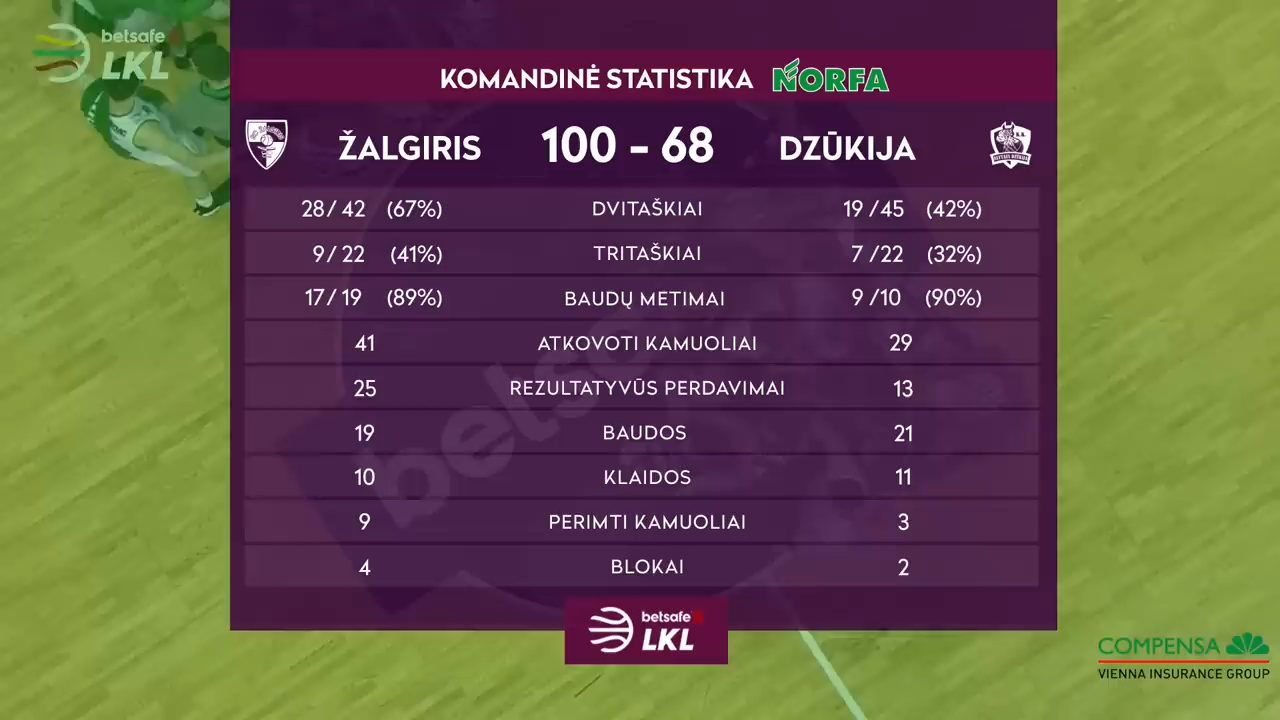 betsafe
LKL
KOMANDINĖ STATISTIKA NORFA
ŽALGIRIS 100 - 68 DZŪKIJA
28/42 (67%) DVITAŠKIAI 19/45 (42%)
9/22 (41%) TRITAŠKIAI 7/22 (32%)
17/19 (89%) BAUDŲ METIMAI 9/10 (90%)
41 ATKOVOTI KAMUOLIAI 29
25 REZULTATYVŪS PERDAVIMAI 13
19 BAUDOS 21
10 KLAIDOS 11
9 PERIMTI KAMUOLIAI 3
4 BLOKAI 2
betsafe
LKL
COMPENSA
VIENNA INSURANCE GROUP